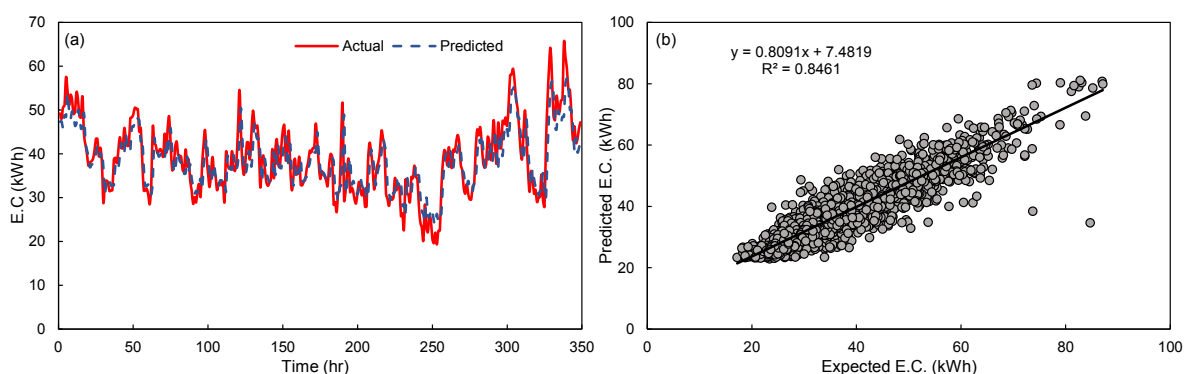 (a)
Actual
Predicted
70
60
50
40
30
20
10
0
E.C (kWh)
0 50 100 150 200 250 300 350
Time (hr)
(b)
y = 0.8091x + 7.4819
R² = 0.8461
100
80
60
40
20
0
Predicted E.C. (kWh)
0 20 40 60 80 100
Expected E.C. (kWh)